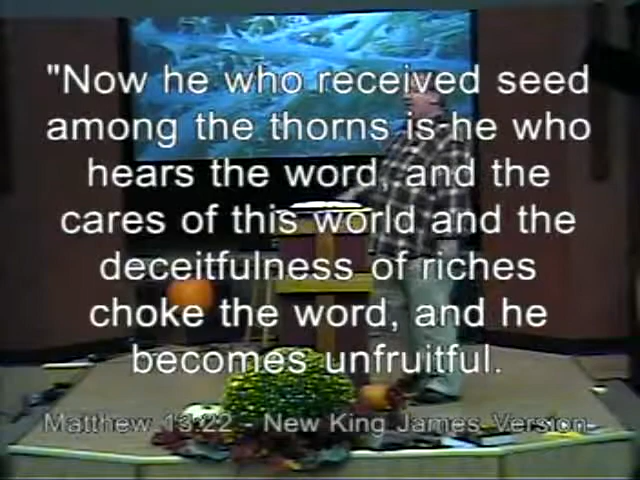 "Now he who received seed
among the thorns is he who
hears the word, and the
cares of this world and the
deceitfulness of riches
choke the word, and he
becomes unfruitful.
Matthew 13:22 - New King James Version